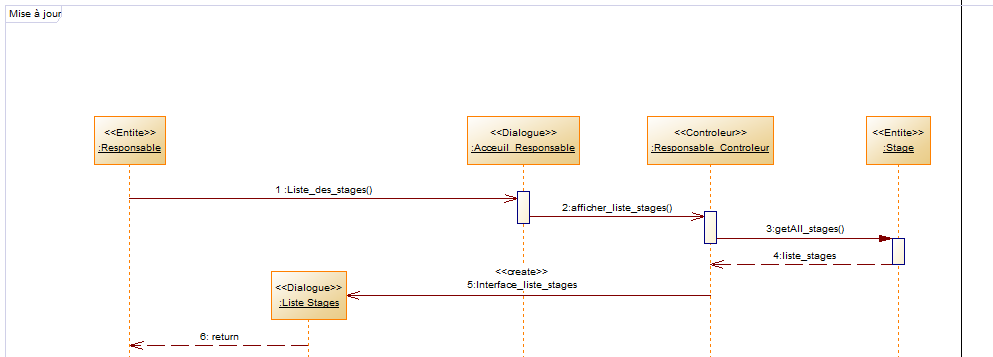 Mise à jour
<<Entite>>
:Responsable
<<Dialogue>>
:Acceuil_Responsable
<<Controleur>>
:Responsable_Controleur
<<Entite>>
:Stage
1 :Liste_des_stages()
2:afficher_liste_stages()
3:getAll_stages()
4:liste_stages
<<create>>
5:Interface_liste_stages
<<Dialogue>>
:Liste Stages
6: return